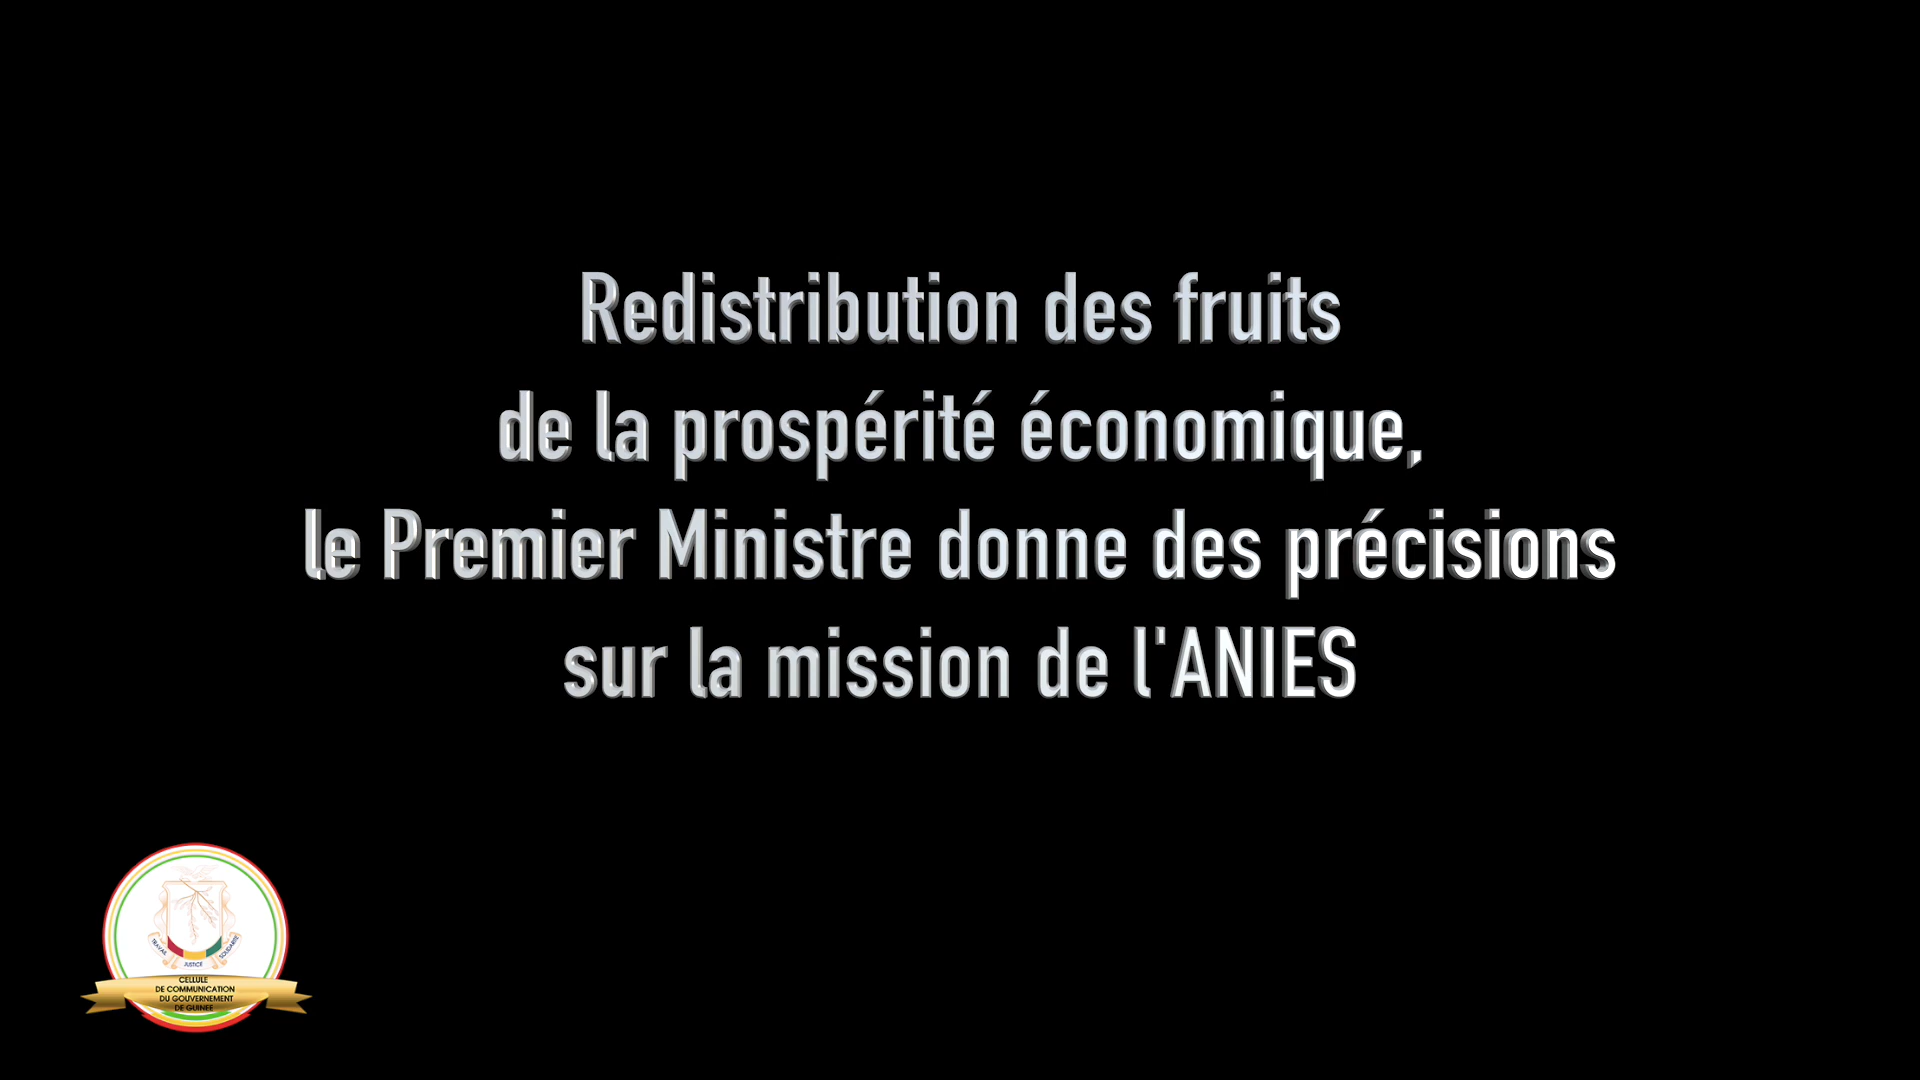 Redistribution des fruits
de la prospérité économique,
le Premier Ministre donne des précisions
sur la mission de l'ANIES
TRAVAIL
JUSTICE
SOLIDARITÉ
CELLULE
DE COMMUNICATION
DU GOUVERNEMENT
DE GUINEE